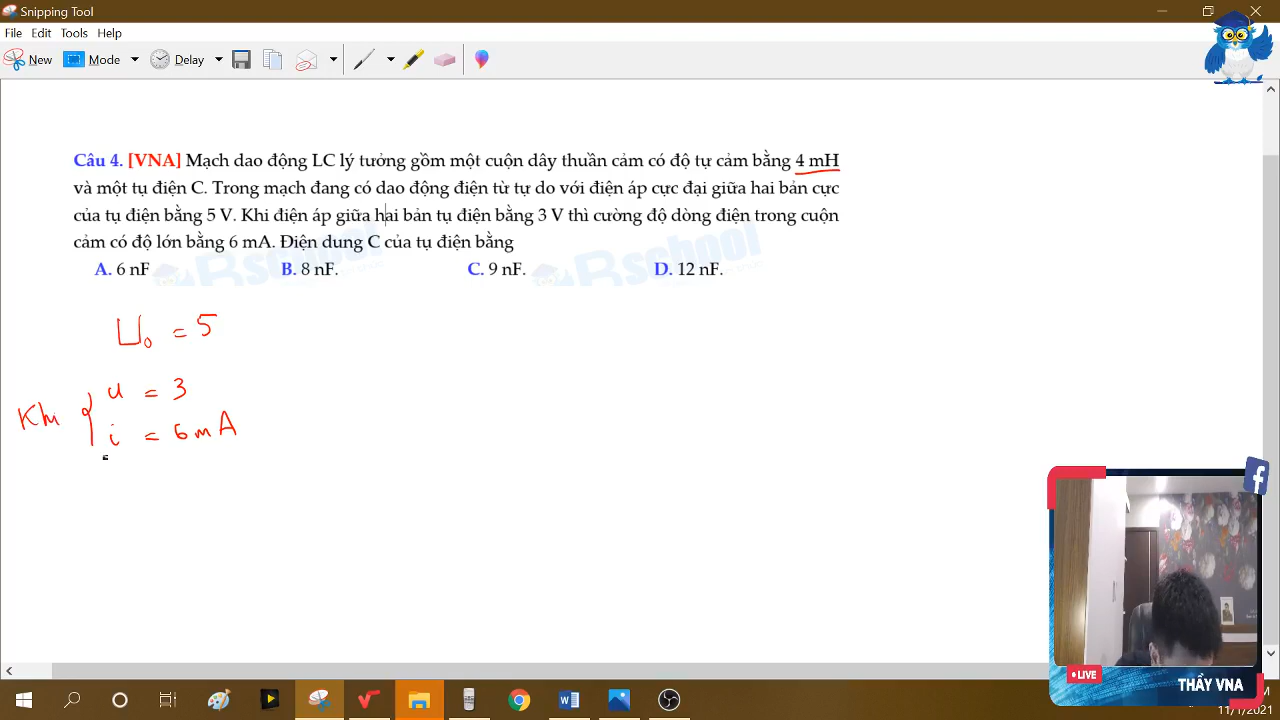 Snipping Tool
File Edit Tools Help
New Mode Delay
Câu 4. [VNA] Mạch dao động LC lý tưởng gồm một cuộn dây thuần cảm có độ tự cảm bằng 4 mH
và một tụ điện C. Trong mạch đang có dao động điện từ tự do với điện áp cực đại giữa hai bản cực
của tụ điện bằng 5 V. Khi điện áp giữa hai bản tụ điện bằng 3 V thì cường độ dòng điện trong cuộn
cảm có độ lớn bằng 6 mA. Điện dung C của tụ điện bằng
A. 6 nF B. 8 nF. C. 9 nF. D. 12 nF.
U₀ = 5
Khi { u = 3
i = 6mA
LIVE
THẦY VNA
11/1/2021